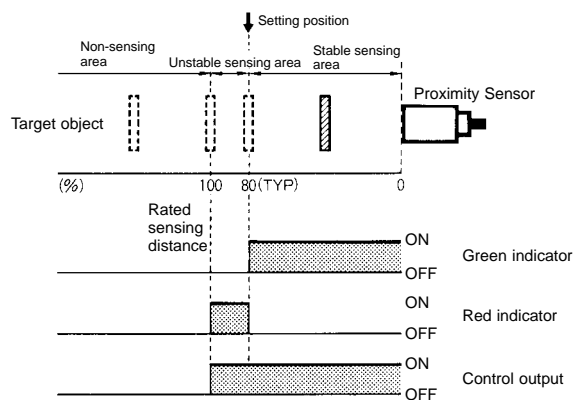 Setting position
Non-sensing
area
Unstable sensing area
Stable sensing
area
Proximity Sensor
Target object
(%)
100
80(TYP)
0
Rated
sensing
distance
ON
OFF
Green indicator
ON
OFF
Red indicator
ON
OFF
Control output